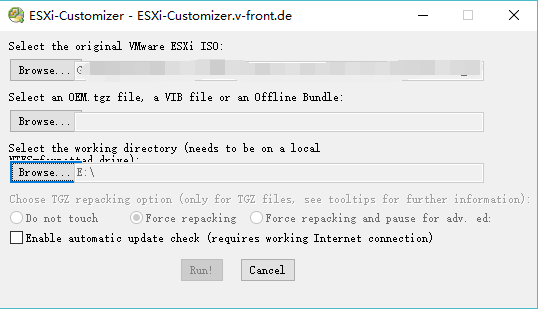 ESXi-Customizer - ESXi-Customizer.v-front.de
Select the original VMware ESXi ISO:
Browse...
Select an OEM.tgz file, a VIB file or an Offline Bundle:
Browse...
Select the working directory (needs to be on a local
NTFS-formatted drive):
Browse... E:\
Choose TGZ repacking option (only for TGZ files, see tooltips for further information):
Do not touch Force repacking Force repacking and pause for adv. ed:
Enable automatic update check (requires working Internet connection)
Run! Cancel